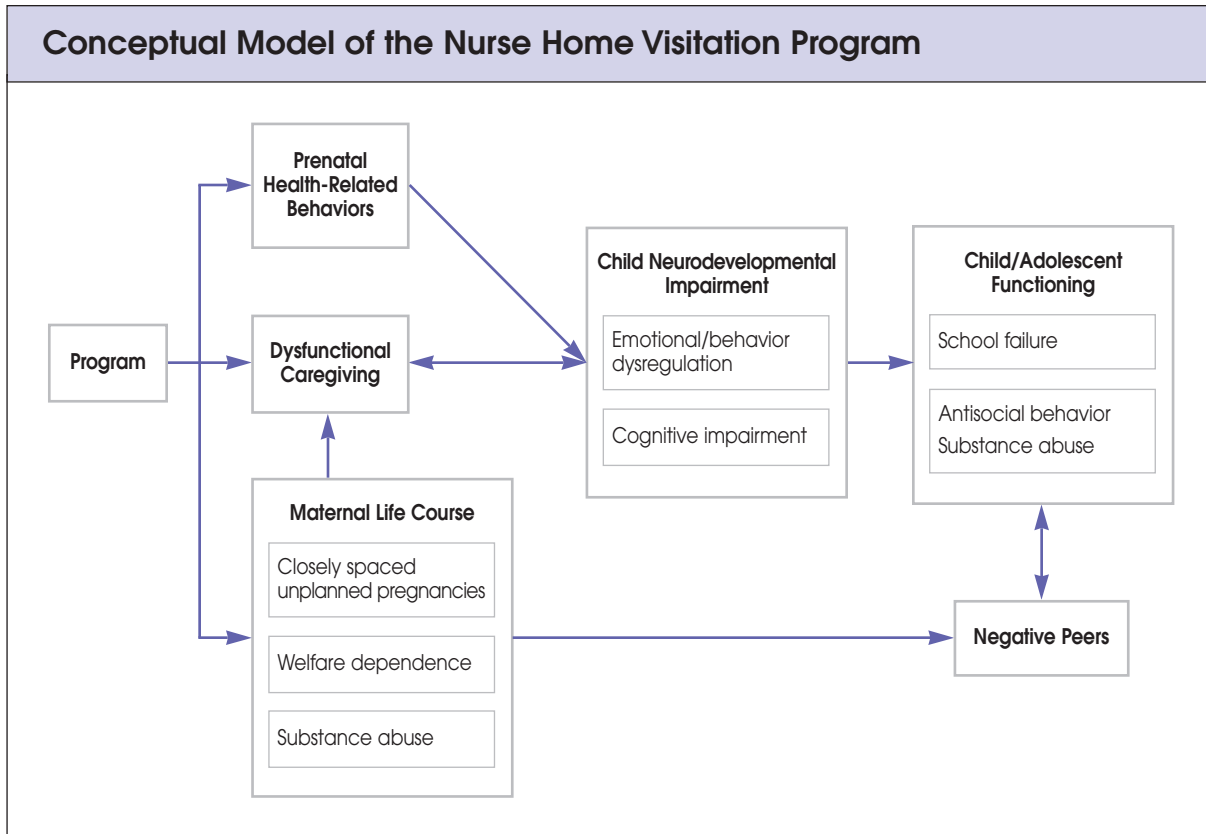 Conceptual Model of the Nurse Home Visitation Program
Prenatal
Health-Related
Behaviors
Program
Dysfunctional
Caregiving
Maternal Life Course
Closely spaced
unplanned pregnancies
Welfare dependence
Substance abuse
Child Neurodevelopmental
Impairment
Emotional/behavior
dysregulation
Cognitive impairment
Child/Adolescent
Functioning
School failure
Antisocial behavior
Substance abuse
Negative Peers